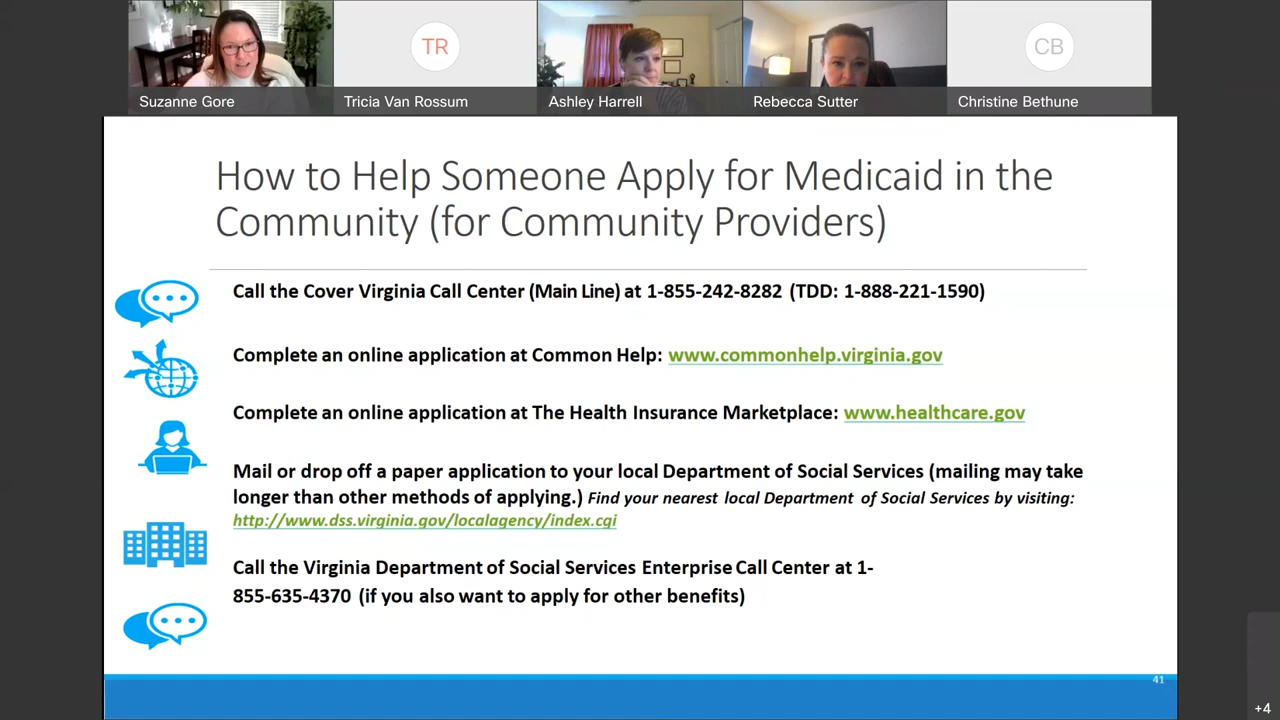 TR
CB
Suzanne Gore
Tricia Van Rossum
Ashley Harrell
Rebecca Sutter
Christine Bethune
How to Help Someone Apply for Medicaid in the
Community (for Community Providers)
Call the Cover Virginia Call Center (Main Line) at 1-855-242-8282 (TDD: 1-888-221-1590)
Complete an online application at Common Help: www.commonhelp.virginia.gov
Complete an online application at The Health Insurance Marketplace: www.healthcare.gov
Mail or drop off a paper application to your local Department of Social Services (mailing may take
longer than other methods of applying.) Find your nearest local Department of Social Services by visiting:
http://www.dss.virginia.gov/localagency/index.cgi
Call the Virginia Department of Social Services Enterprise Call Center at 1-
855-635-4370 (if you also want to apply for other benefits)
41
+4